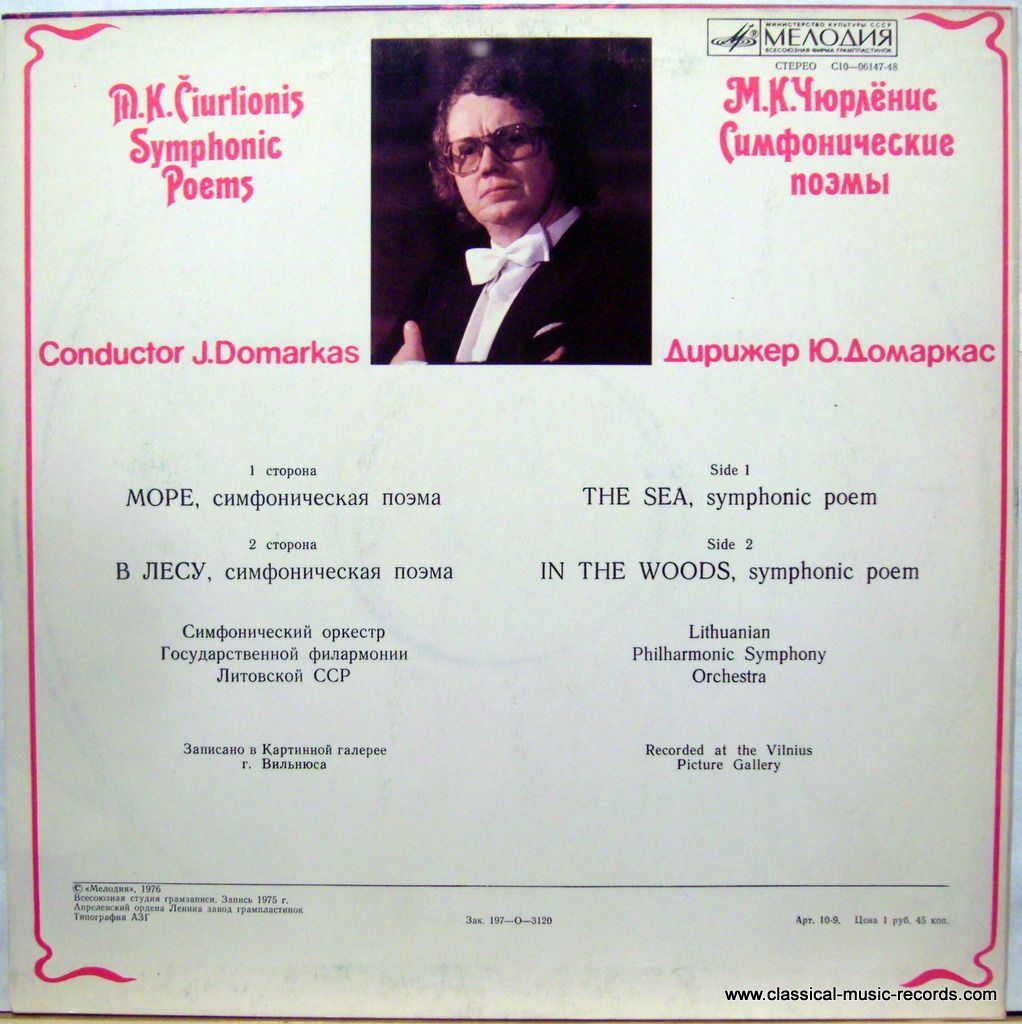 МИНИСТЕРСТВО КУЛЬТУРЫ СССР
МЕЛОДИЯ
ВСЕСОЮЗНАЯ ФИРМА ГРАМПЛАСТИНОК
СТЕРЕО С10—06147-48
M.K.Čiurlionis
Symphonic
Poems
М.К.Чюрлёнис
Симфонические
поэмы
Conductor J.Domarkas
Дирижер Ю.Домаркас
1 сторона
МОРЕ, симфоническая поэма
2 сторона
В ЛЕСУ, симфоническая поэма
Симфонический оркестр
Государственной филармонии
Литовской ССР
Записано в Картинной галерее
г. Вильнюса
Side 1
THE SEA, symphonic poem
Side 2
IN THE WOODS, symphonic poem
Lithuanian
Philharmonic Symphony
Orchestra
Recorded at the Vilnius
Picture Gallery
© «Мелодия», 1976
Всесоюзная студия грамзаписи. Запись 1975 г.
Апрелевский ордена Ленина завод грампластинок
Типография АЗГ
Зак. 197—О—3120
Арт. 10-9. Цена 1 руб. 45 коп.
www.classical-music-records.com